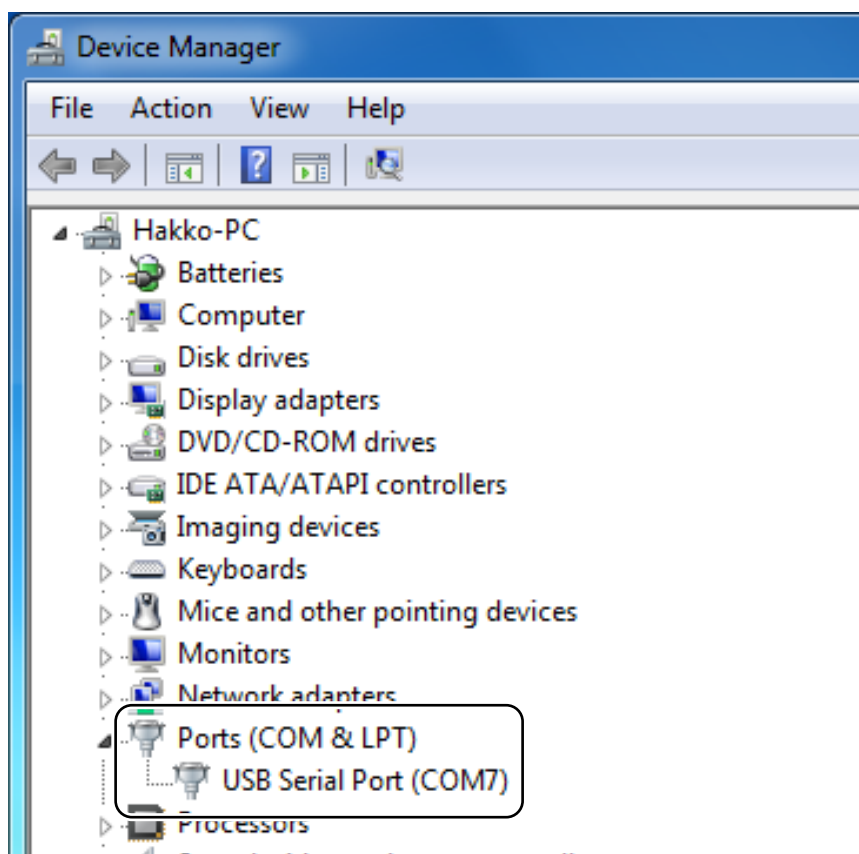 Device Manager
File Action View Help
Hakko-PC
Batteries
Computer
Disk drives
Display adapters
DVD/CD-ROM drives
IDE ATA/ATAPI controllers
Imaging devices
Keyboards
Mice and other pointing devices
Monitors
Network adapters
Ports (COM & LPT)
USB Serial Port (COM7)
Processors